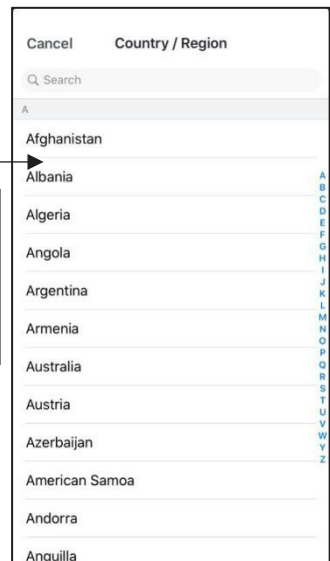 Cancel Country / Region
Search
A
Afghanistan
Albania
Algeria
Angola
Argentina
Armenia
Australia
Austria
Azerbaijan
American Samoa
Andorra
Anguilla
A
B
C
D
E
F
G
H
I
J
K
L
M
N
O
P
Q
R
S
T
U
V
W
Y
Z